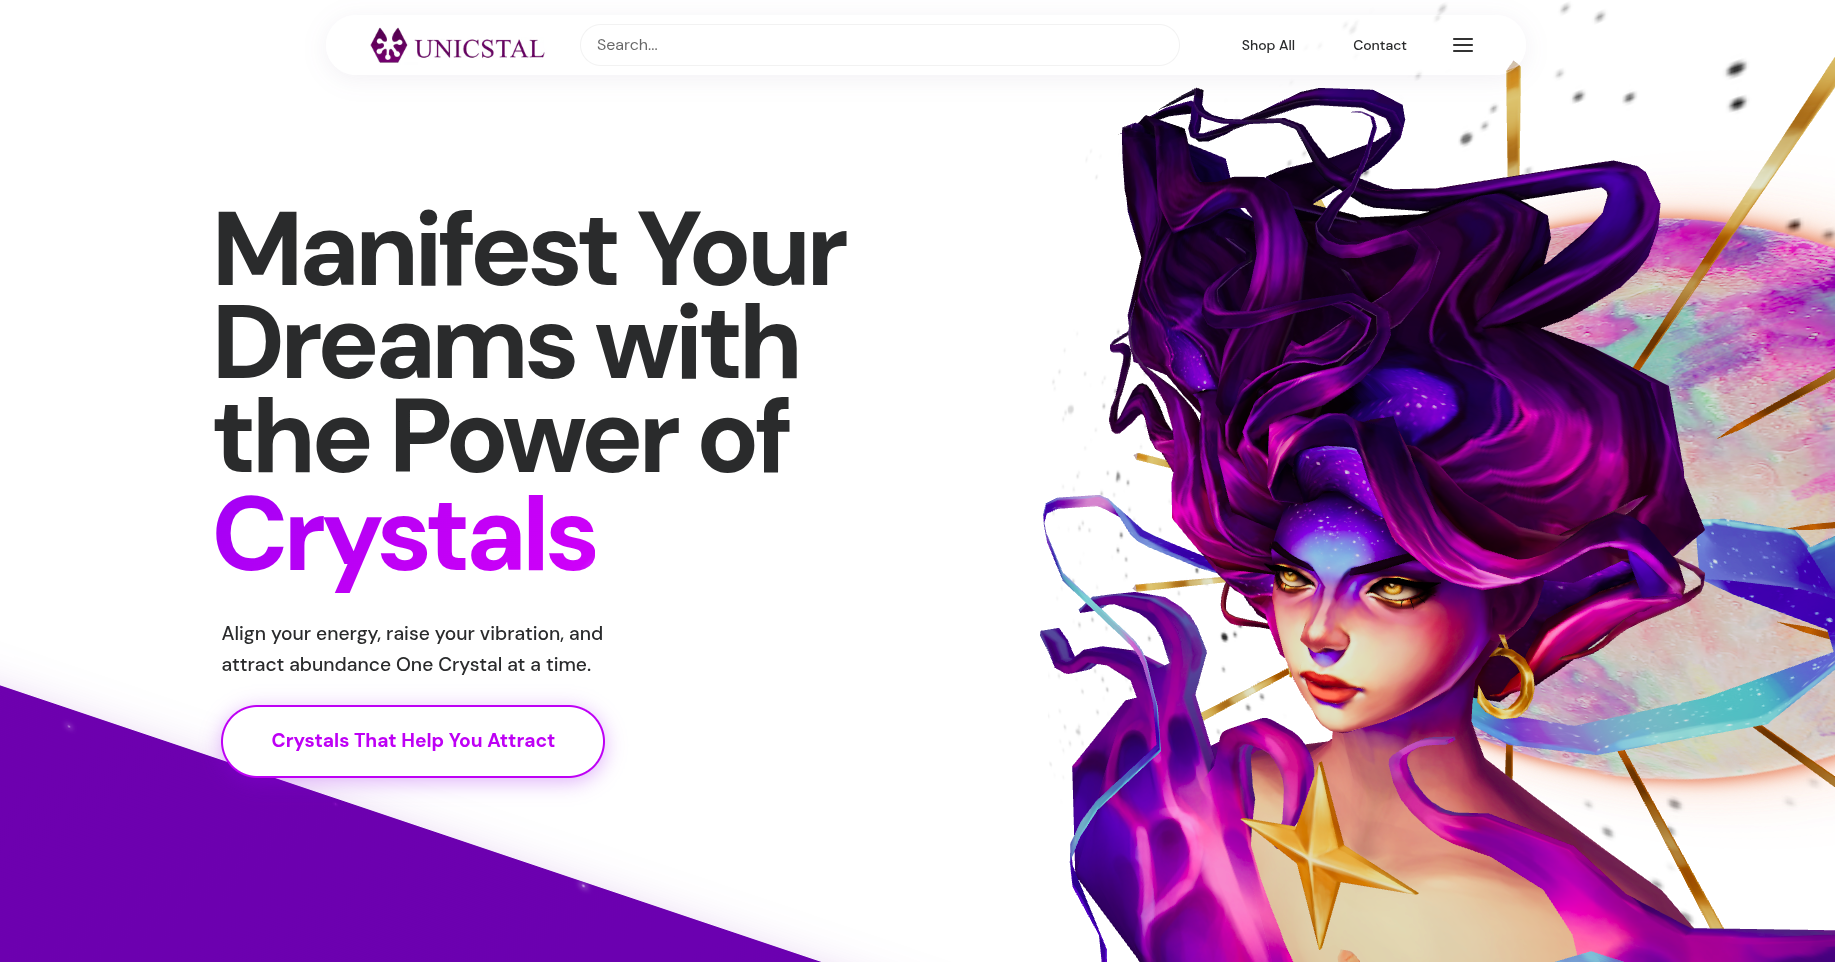 UNICSTAL
Search...
Shop All
Contact
Manifest Your
Dreams with
the Power of
Crystals
Align your energy, raise your vibration, and
attract abundance One Crystal at a time.
Crystals That Help You Attract